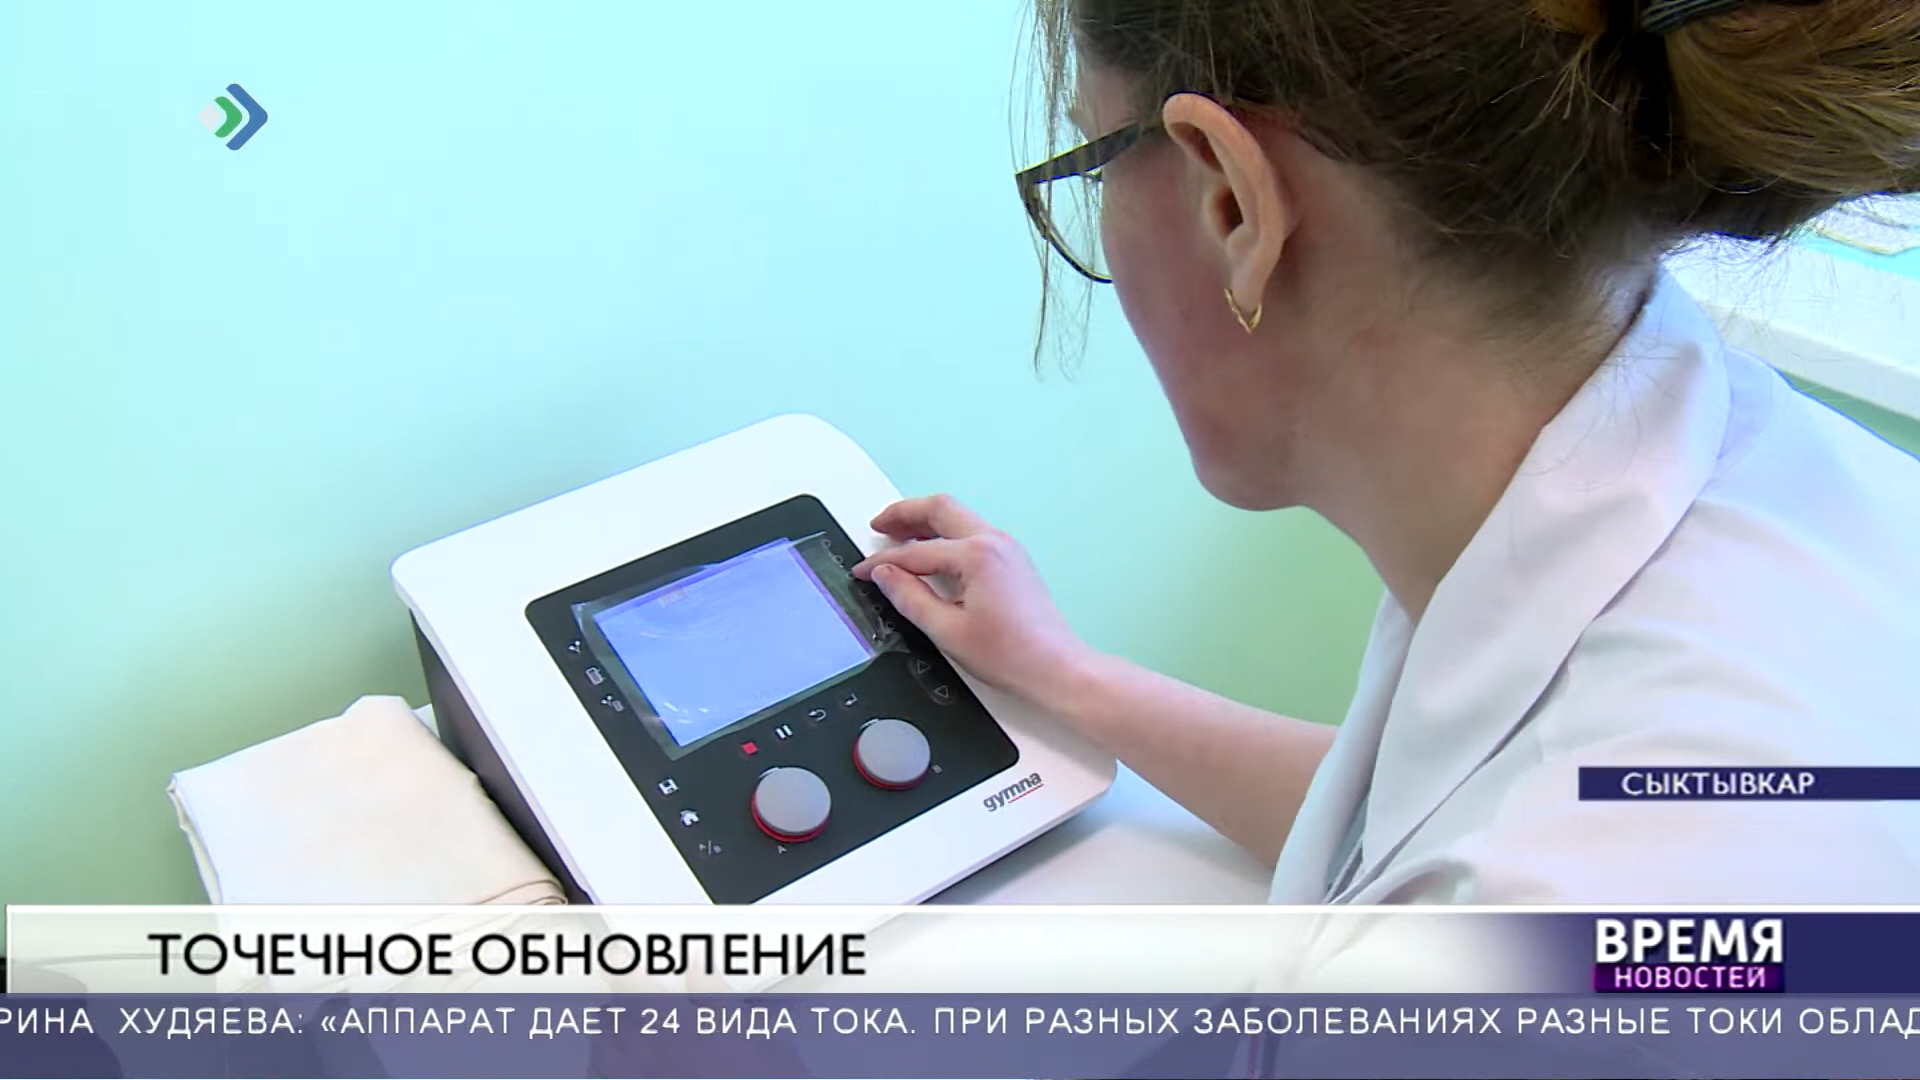 gymna
A
B
A/B
СЫКТЫВКАР
ТОЧЕЧНОЕ ОБНОВЛЕНИЕ
ВРЕМЯ
НОВОСТЕЙ
РИНА ХУДЯЕВА: «АППАРАТ ДАЕТ 24 ВИДА ТОКА. ПРИ РАЗНЫХ ЗАБОЛЕВАНИЯХ РАЗНЫЕ ТОКИ ОБЛАД